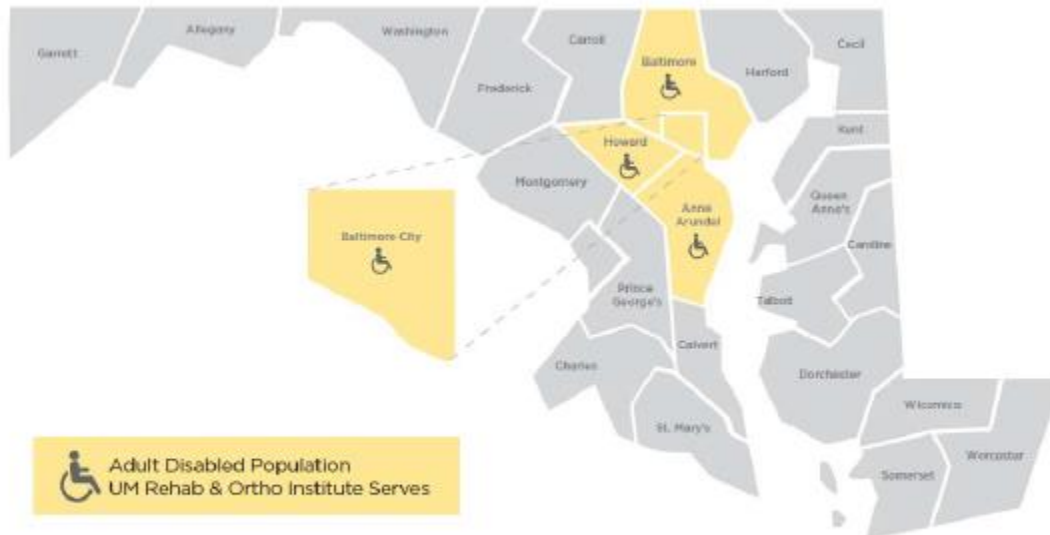 Garrett
Allegany
Washington
Frederick
Carroll
Baltimore
Harford
Cecil
Kent
Howard
Montgomery
Queen
Anne's
Anne
Arundel
Caroline
Baltimore City
Prince
George's
Talbott
Calvert
Charles
Dorchester
St. Mary's
Wicomico
Worcester
Somerset
Adult Disabled Population
UM Rehab & Ortho Institute Serves